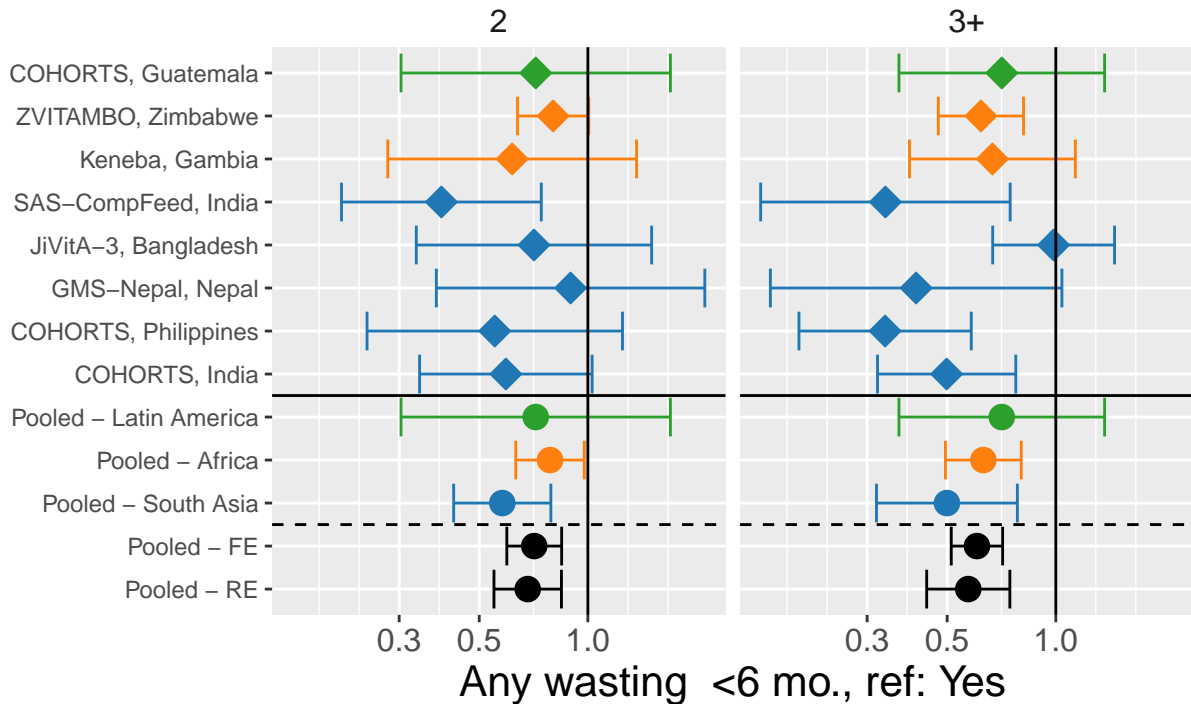 2 3+
COHORTS, Guatemala
ZVITAMBO, Zimbabwe
Keneba, Gambia
SAS−CompFeed, India
JiVitA−3, Bangladesh
GMS−Nepal, Nepal
COHORTS, Philippines
COHORTS, India
Pooled − Latin America
Pooled − Africa
Pooled − South Asia
Pooled − FE
Pooled − RE
0.3 0.5 1.0 0.3 0.5 1.0
Any wasting <6 mo., ref: Yes